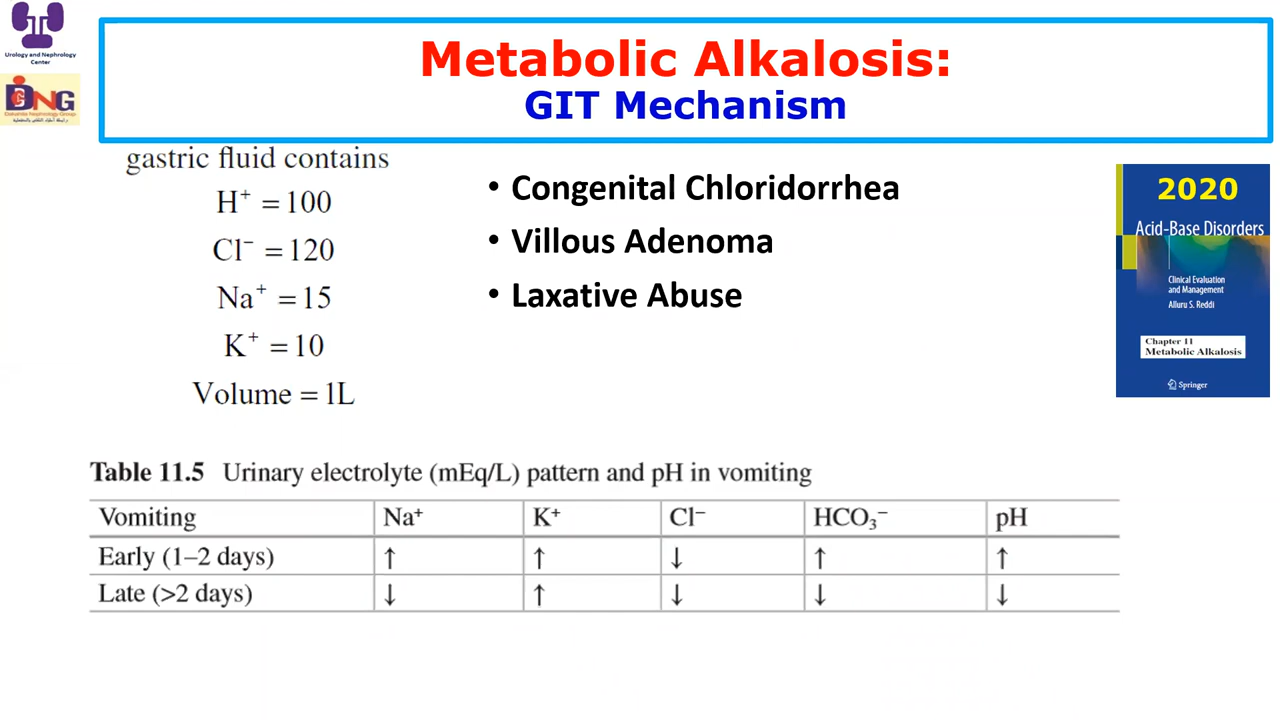 Urology and Nephrology
Center
DNG
Metabolic Alkalosis:
GIT Mechanism
gastric fluid contains
H⁺ = 100
Cl⁻ = 120
Na⁺ = 15
K⁺ = 10
Volume = 1L
• Congenital Chloridorrhea
• Villous Adenoma
• Laxative Abuse
2020
Acid-Base Disorders
Clinical Evaluation
and Management
Alluru S. Reddi
Chapter 11
Metabolic Alkalosis
Springer
Table 11.5 Urinary electrolyte (mEq/L) pattern and pH in vomiting
Vomiting Na⁺ K⁺ Cl⁻ HCO₃⁻ pH
Early (1–2 days) ↑ ↑ ↓ ↑ ↑
Late (>2 days) ↓ ↑ ↓ ↓ ↓